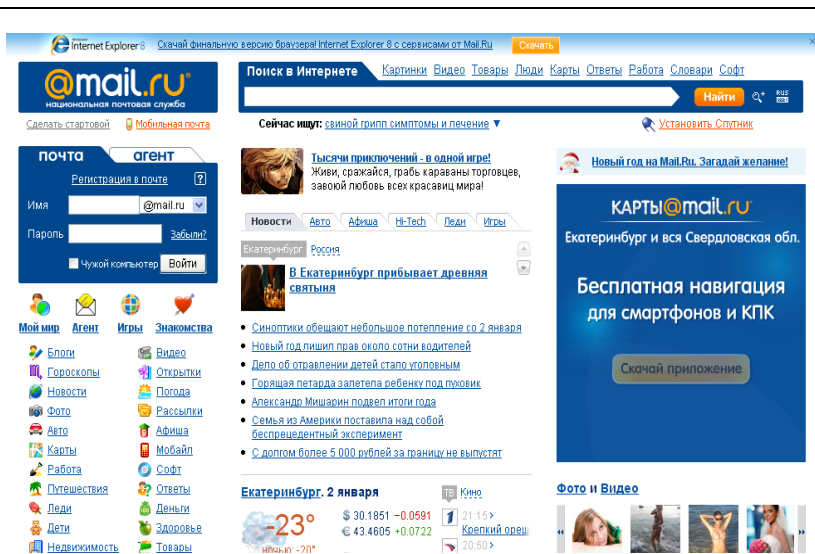 Internet Explorer 8 Скачай финальную версию браузера! Internet Explorer 8 с сервисами от Mail.Ru Скачать
@mail.ru
национальная почтовая служба
Поиск в Интернете Картинки Видео Товары Люди Карты Ответы Работа Словари Софт
Найти RUS
Сделать стартовой Мобильная почта
Сейчас ищут: свиной грипп симптомы и лечение ▼
Установить Спутник
почта агент
Регистрация в почте ?
Имя @mail.ru
Пароль Забыли?
Чужой компьютер Войти
Мой мир Агент Игры Знакомства
Блоги Видео
Гороскопы Открытки
Новости Погода
Фото Рассылки
Авто Афиша
Карты Мобайл
Работа Софт
Путешествия Ответы
Леди Деньги
Дети Здоровье
Недвижимость Товары
Тысячи приключений - в одной игре!
Живи, сражайся, грабь караваны торговцев,
завоюй любовь всех красавиц мира!
Новости Авто Афиша Hi-Tech Леди Игры
Екатеринбург Россия
В Екатеринбург прибывает древняя
святыня
Синоптики обещают небольшое потепление со 2 января
Новый год лишил прав около сотни водителей
Дело об отравлении детей стало уголовным
Горящая петарда залетела ребенку под пуховик
Александр Мишарин подвел итоги года
Семья из Америки поставила над собой
беспрецедентный эксперимент
С долгом более 5 000 рублей за границу не выпустят
Екатеринбург. 2 января
-23°
ночью -20°
$ 30.1851 -0.0591
€ 43.4605 +0.0722
ТВ Кино
21:15>
Крепкий ореш
20:50>
Новый год на Mail.Ru. Загадай желание!
КАРТЫ@mail.ru
Екатеринбург и вся Свердловская обл.
Бесплатная навигация
для смартфонов и КПК
Скачай приложение
Фото и Видео